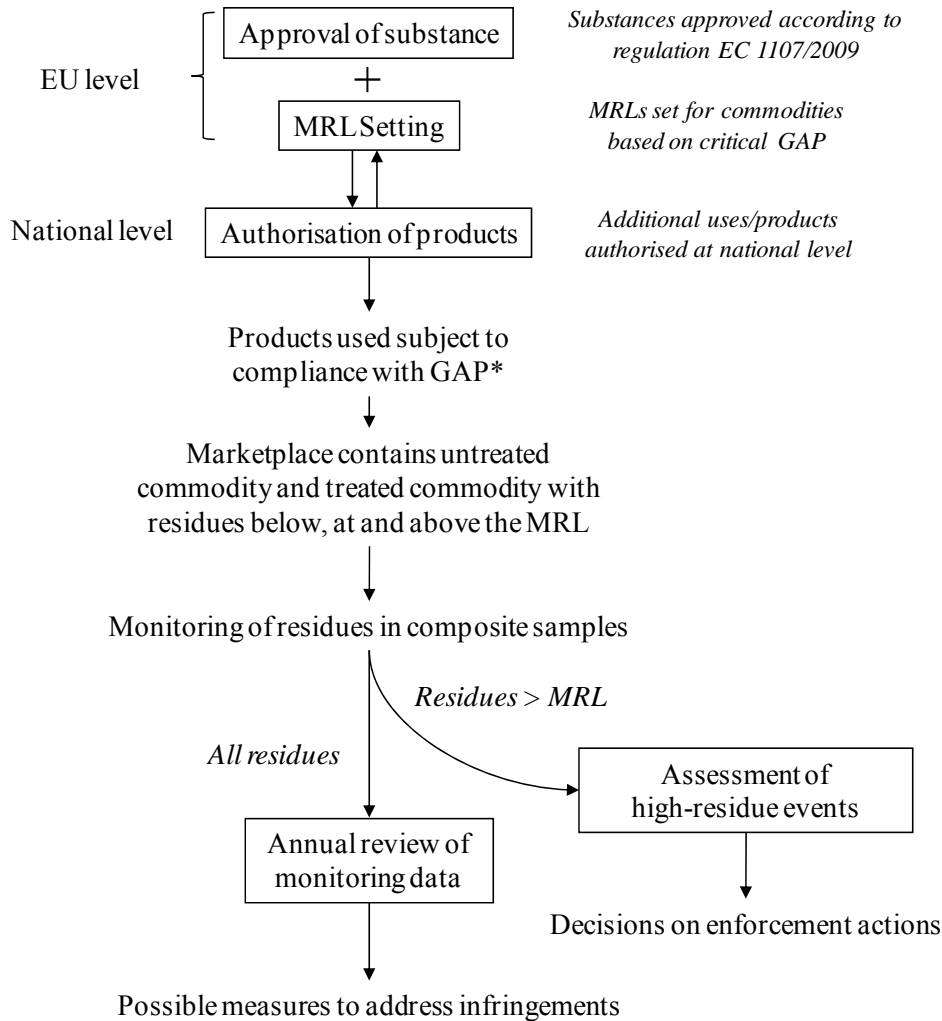 Approval of substance
Substances approved according to
regulation EC 1107/2009
EU level
+
MRL Setting
MRLs set for commodities
based on critical GAP
National level
Authorisation of products
Additional uses/products
authorised at national level
Products used subject to
compliance with GAP*
Marketplace contains untreated
commodity and treated commodity with
residues below, at and above the MRL
Monitoring of residues in composite samples
Residues > MRL
All residues
Assessment of
high-residue events
Annual review of
monitoring data
Decisions on enforcement actions
Possible measures to address infringements